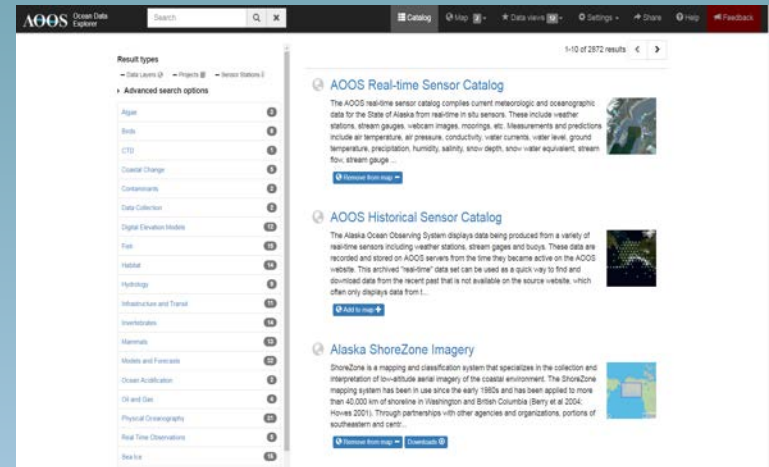 AOOS Ocean Data Explorer
Search
Catalog
Map
Data views
Settings
Share
Help
Feedback
Result types
Data Layers
Projects
Sensor Stations
Advanced search options
1-10 of 2972 results
Algae
Birds
CTD
Coastal Change
Contaminants
Data Collection
Digital Elevation Models 12
Fish
Habitat 14
Hydrology
Infrastructure and Transit 11
Invertebrates 14
Mammals
Models and Forecasts
Ocean Acidification
Oil and Gas
Physical Oceanography
Real Time Observations
Sea Ice
AOOS Real-time Sensor Catalog
The AOOS real-time sensor catalog compiles current meteorologic and oceanographic
data for the State of Alaska from real-time in situ sensors. These include weather
stations, stream gauges, webcam images, moorings, etc. Measurements and predictions
include air temperature, air pressure, conductivity, water currents, water level, ground
temperature, precipitation, humidity, salinity, snow depth, snow water equivalent, stream
flow, stream gauge ...
Remove from map
AOOS Historical Sensor Catalog
The Alaska Ocean Observing System displays data being produced from a variety of
real-time sensors including weather stations, stream gages and buoys. These data are
recorded and stored on AOOS servers from the time they became active on the AOOS
website. This archived "real-time" data set can be used as a quick way to find and
download data from the recent past that is not available on the source website, which
often only displays data from t...
Add to map
Alaska ShoreZone Imagery
ShoreZone is a mapping and classification system that specializes in the collection and
interpretation of low-altitude aerial imagery of the coastal environment. The ShoreZone
mapping system has been in use since the early 1980s and has been applied to more
than 40,000 km of shoreline in Washington and British Columbia (Berry et al 2004;
Howes 2001). Through partnerships with other agencies and organizations, portions of
southeastern and centr...
Remove from map
Downloads